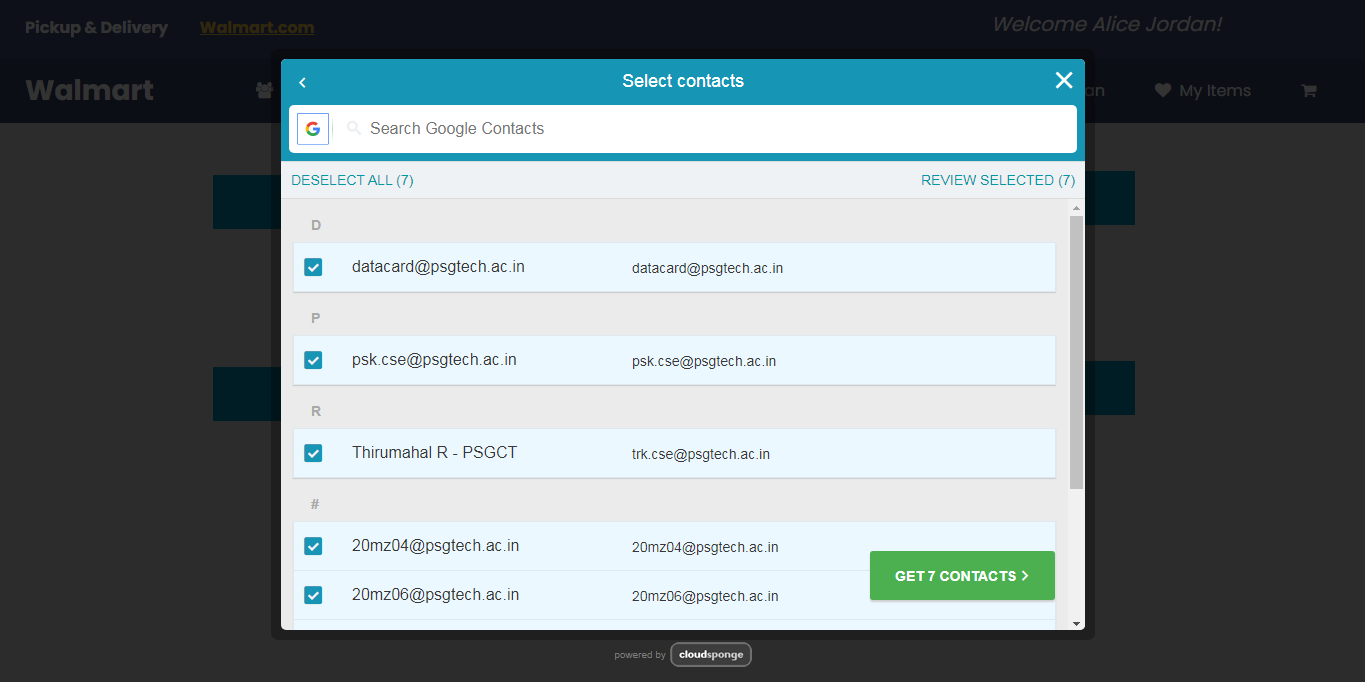 Pickup & Delivery Walmart.com Welcome Alice Jordan!
Walmart My Items
Select contacts
Search Google Contacts
DESELECT ALL (7) REVIEW SELECTED (7)
D
datacard@psgtech.ac.in datacard@psgtech.ac.in
P
psk.cse@psgtech.ac.in psk.cse@psgtech.ac.in
R
Thirumahal R - PSGCT trk.cse@psgtech.ac.in
#
20mz04@psgtech.ac.in 20mz04@psgtech.ac.in
GET 7 CONTACTS
20mz06@psgtech.ac.in 20mz06@psgtech.ac.in
powered by cloudsponge